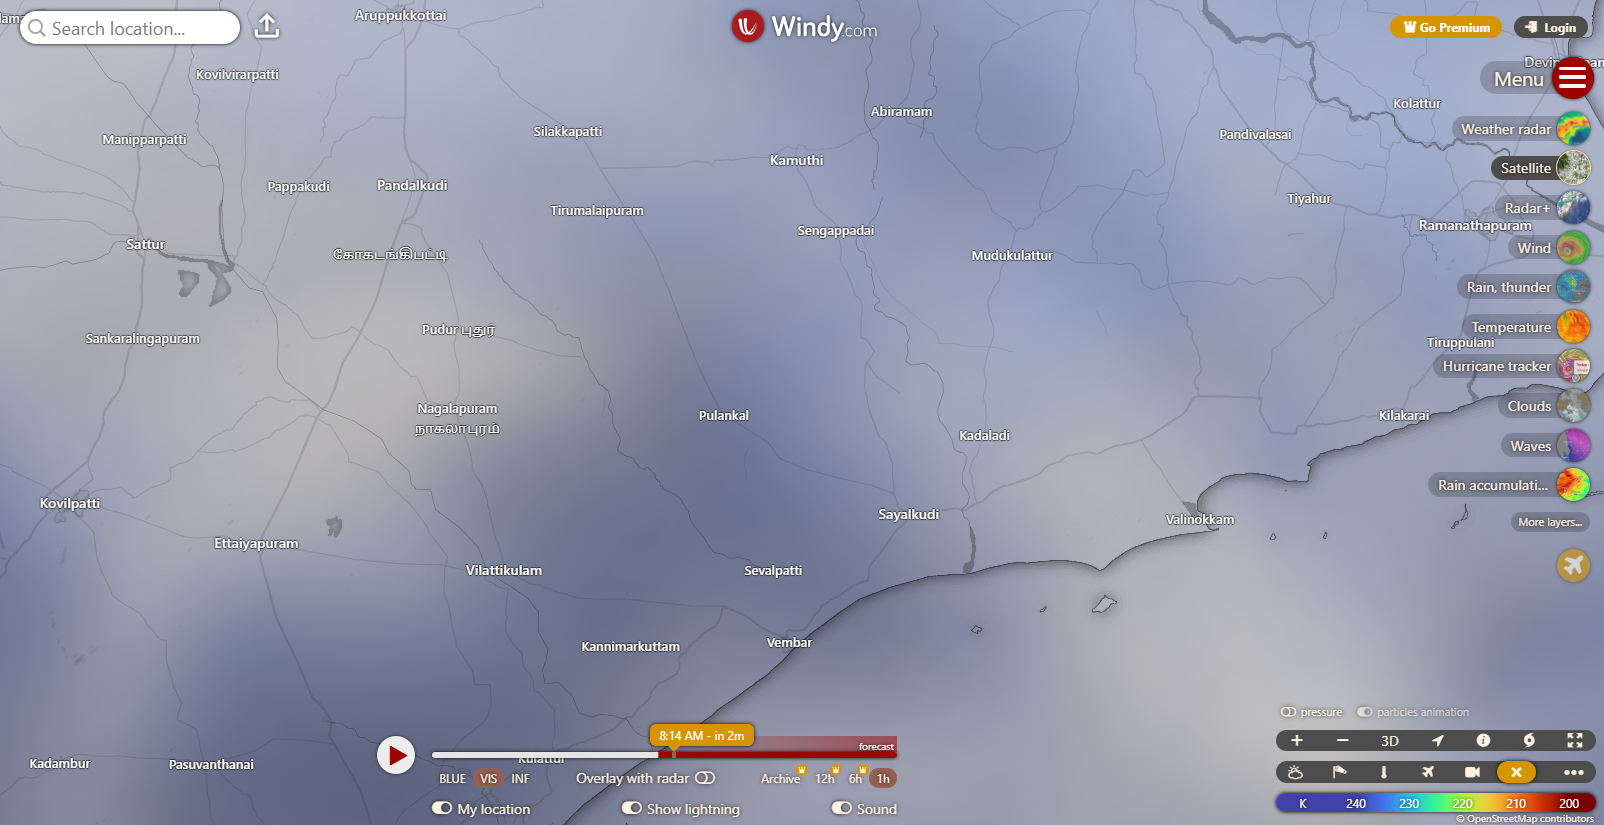 Search location...
Windy.com
Go Premium
Login
Menu
Aruppukkottai
Kovilvirarpatti
Manipparpatti
Silakkapatti
Abiramam
Kolattur
Pandivalasai
Weather radar
Kamuthi
Satellite
Pappakudi
Pandalkudi
Tirumalaipuram
Tiyahur
Radar+
Sengappadai
Ramanathapuram
Sattur
கோகடங்கிபட்டி
Mudukulattur
Wind
Rain, thunder
Pudur புதூர்
Temperature
Sankaralingapuram
Tiruppulani
Hurricane tracker
Clouds
Nagalapuram
நாகலாபுரம்
Pulankal
Kilakarai
Kadaladi
Waves
Rain accumulati...
Kovilpatti
Sayalkudi
Valinokkam
More layers...
Ettaiyapuram
Vilattikulam
Sevalpatti
Kannimarkuttam
Vembar
pressure
particles animation
8:14 AM - in 2m
forecast
3D
Kulattur
Kadambur
Pasuvanthanai
BLUE VIS INF
Overlay with radar
Archive 12h 6h 1h
My location
Show lightning
Sound
K 240 230 220 210 200
© OpenStreetMap contributors